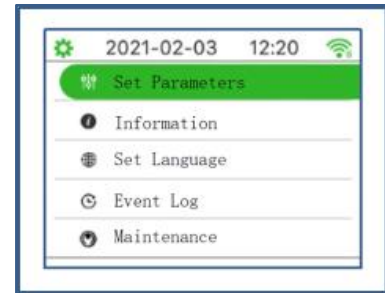 2021-02-03 12:20
Set Parameters
Information
Set Language
Event Log
Maintenance